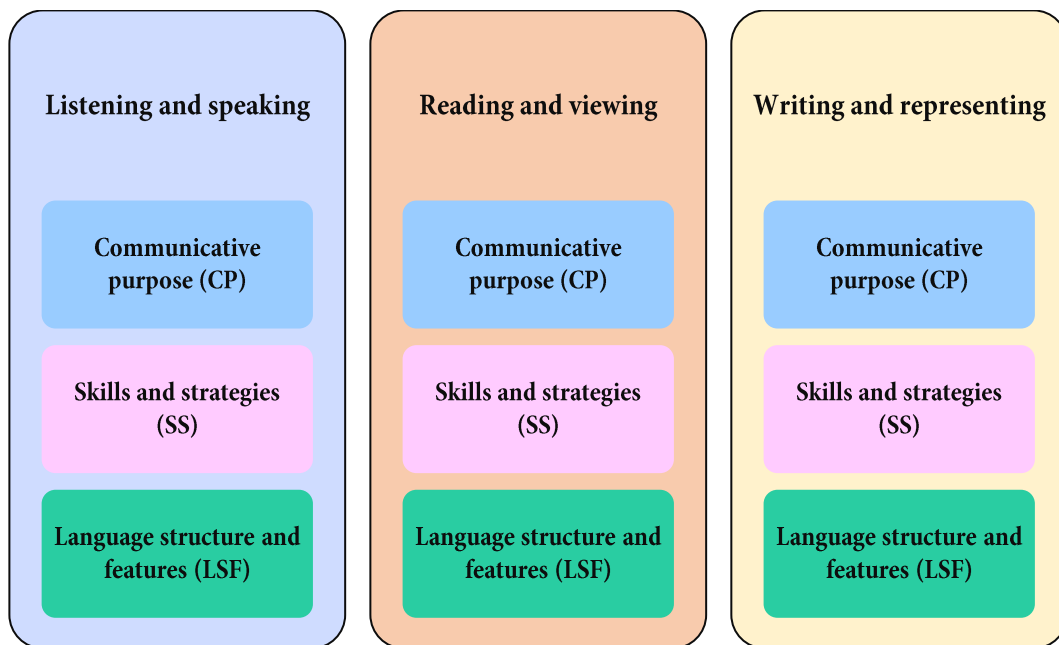 Listening and speaking
Communicative
purpose (CP)
Skills and strategies
(SS)
Language structure and
features (LSF)
Reading and viewing
Communicative
purpose (CP)
Skills and strategies
(SS)
Language structure and
features (LSF)
Writing and representing
Communicative
purpose (CP)
Skills and strategies
(SS)
Language structure and
features (LSF)